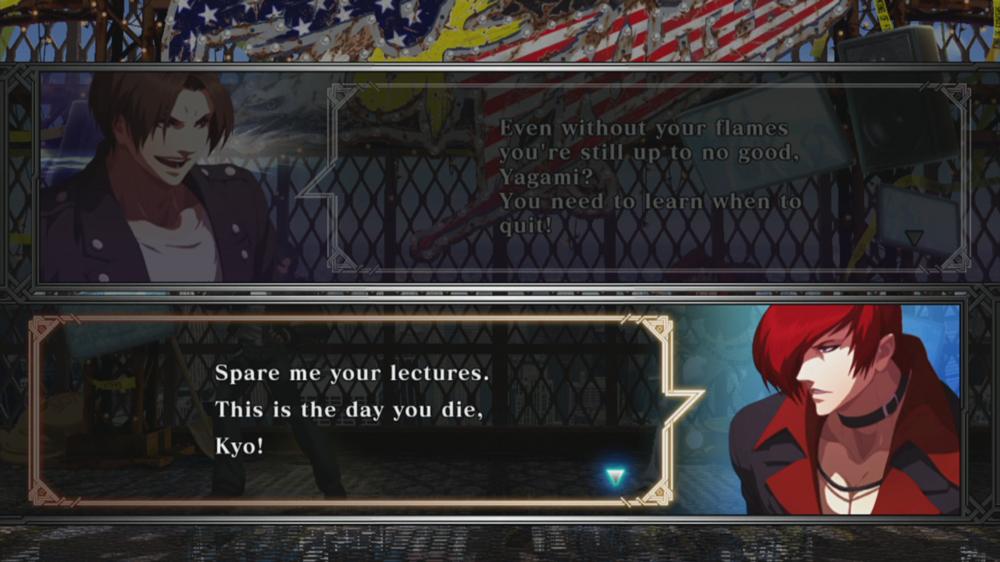 Even without your flames
you're still up to no good,
Yagami?
You need to learn when to
quit!
Spare me your lectures.
This is the day you die,
Kyo!